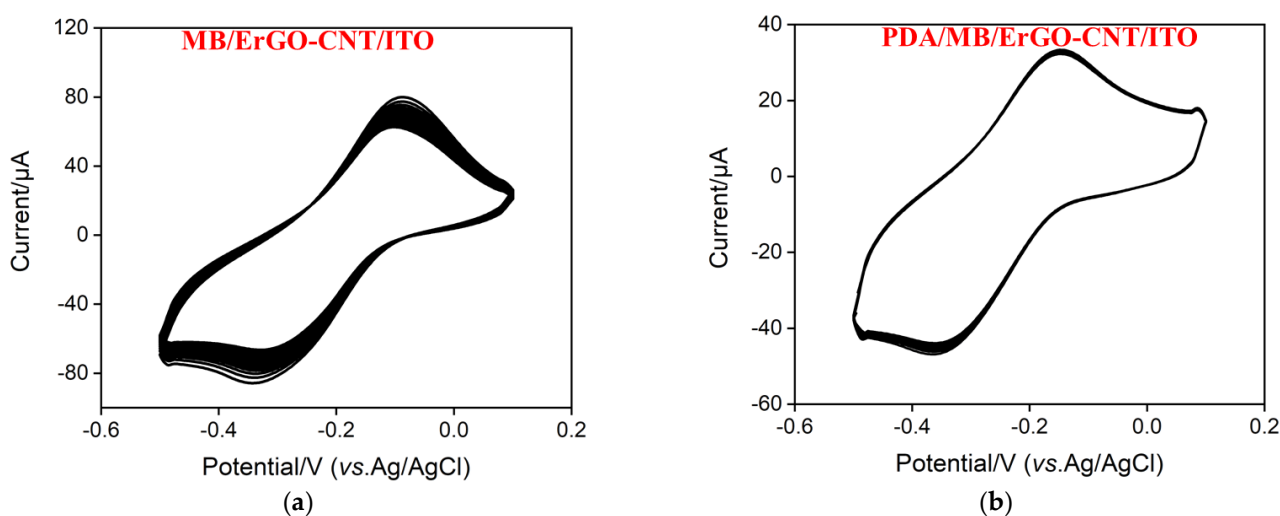 MB/ErGO-CNT/ITO
120
80
40
0
-40
-80
Current/μA
-0.6 -0.4 -0.2 0.0 0.2
Potential/V (vs.Ag/AgCl)
(a)
PDA/MB/ErGO-CNT/ITO
40
20
0
-20
-40
-60
Current/μA
-0.6 -0.4 -0.2 0.0 0.2
Potential/V (vs.Ag/AgCl)
(b)